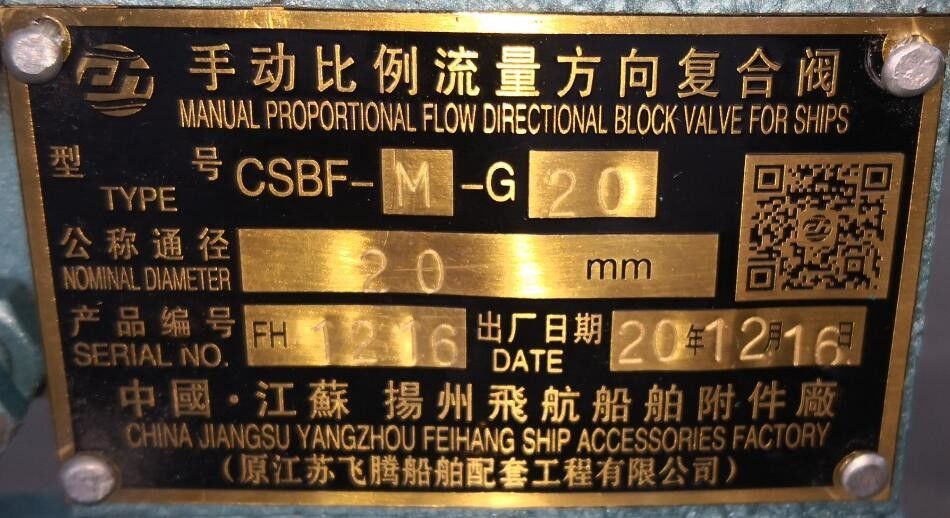 手动比例流量方向复合阀
MANUAL PROPORTIONAL FLOW DIRECTIONAL BLOCK VALVE FOR SHIPS
型 号 CSBF-M-G20
TYPE
公称通径 20 mm
NOMINAL DIAMETER
产品编号 FH1216 出厂日期 20年12月16日
SERIAL NO. DATE
中國·江蘇 揚州飛航船舶附件廠
CHINA JIANGSU YANGZHOU FEIHANG SHIP ACCESSORIES FACTORY
(原江苏飞腾船舶配套工程有限公司)